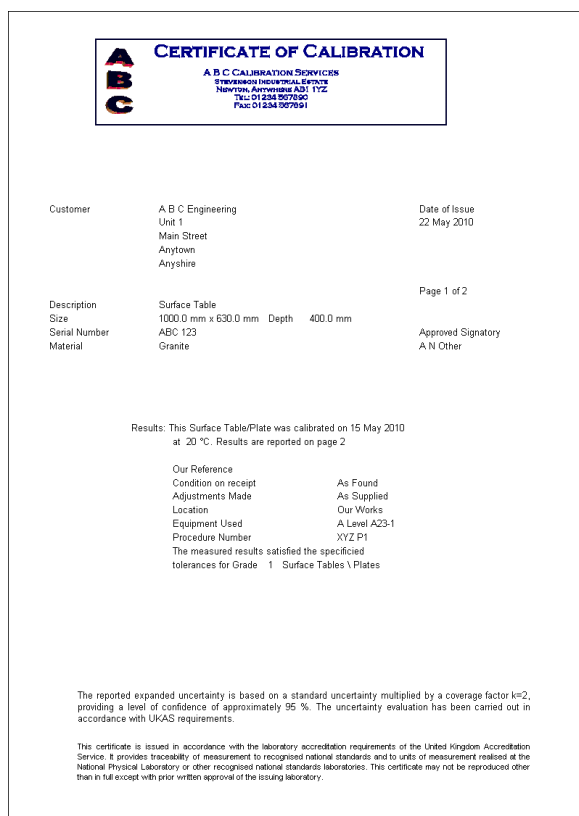 A
B
C
CERTIFICATE OF CALIBRATION
A B C CALIBRATION SERVICES
STEVENSON INDUSTRIAL ESTATE
NEWTON, ANYWHERE AB1 1YZ
TEL: 01234 567890
FAX: 01234 567891
Customer A B C Engineering Date of Issue
Unit 1 22 May 2010
Main Street
Anytown
Anyshire
Page 1 of 2
Description Surface Table
Size 1000.0 mm x 630.0 mm Depth 400.0 mm
Serial Number ABC 123 Approved Signatory
Material Granite A N Other
Results: This Surface Table/Plate was calibrated on 15 May 2010
at 20 °C. Results are reported on page 2
Our Reference
Condition on receipt As Found
Adjustments Made As Supplied
Location Our Works
Equipment Used A Level A23-1
Procedure Number XYZ P1
The measured results satisfied the specificied
tolerances for Grade 1 Surface Tables \ Plates
The reported expanded uncertainty is based on a standard uncertainty multiplied by a coverage factor k=2,
providing a level of confidence of approximately 95 %. The uncertainty evaluation has been carried out in
accordance with UKAS requirements.
This certificate is issued in accordance with the laboratory accreditation requirements of the United Kingdom Accreditation
Service. It provides traceability of measurement to recognised national standards and to units of measurement realised at the
National Physical Laboratory or other recognised national standards laboratories. This certificate may not be reproduced other
than in full except with prior written approval of the issuing laboratory.